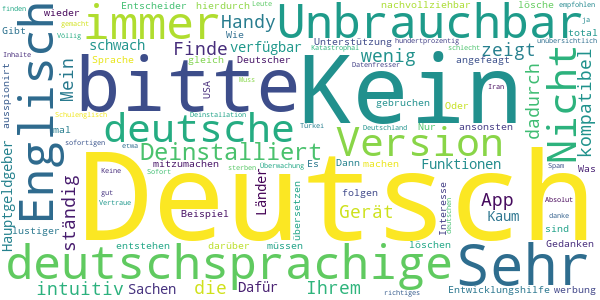 finden
Entscheider
hierdurch
Leute
nachvollziehbar
empfohlen
gemacht
wieder
immer
Handy
Wie
lösche
ja
Unbrauchbar
Gibt
Völlig
Katastrophal
hundertprozentig
total
Inhalte
schwach
Finde
verfügbar
Unterstützung
schlecht
unübersichtlich
Mein
Sprache
gleich
Deutscher
wenig
zeigt
angefeagt
Datenfresser
Englisch
bitte
Kein
Nicht
kompatibel
ausspioniert
USA
Muss
Iran
gebrochen
Oder
dadurch
Schulenglisch
Deinstallation
deutsche
Version
mal
Türkei
Deutschland
Nur
ansonsten
Was
Hauptgeldgeber
sofortigen
etwa
Deinstalliert
Dann
machen
Funktionen
mitzumachen
Es
Keine
Sofort
sterben
Überwachung
Spam
gut
Vertraue
Länder
Übersetzen
folgen
Interesse
App
Absolut
Deutsch
ständig
Beispiel
Gerät
Kaum
deutschen
danke
lustiger
sind
Sehr
Gedanken
entstehen
darüber
müssen
löschen
deutschsprachige
intuitiv
Sachen
die
Dafür
Ihrem
Entwicklungshilfe
werbung
richtiges